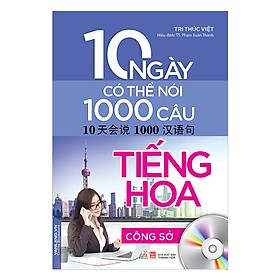 TRI THỨC VIỆT
Hiệu đính: TS. Phạm Xuân Thành
10 NGÀY
CÓ THỂ NÓI
1000 CÂU
10天会说 1000 汉语句
TIẾNG
HOA
CÔNG SỞ